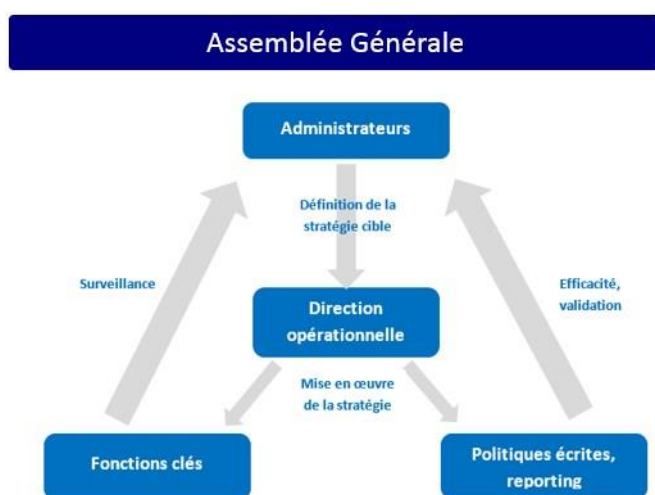 Assemblée Générale
Administrateurs
Définition de la
stratégie cible
Surveillance
Efficacité,
validation
Direction
opérationnelle
Mise en œuvre
de la stratégie
Fonctions clés
Politiques écrites,
reporting